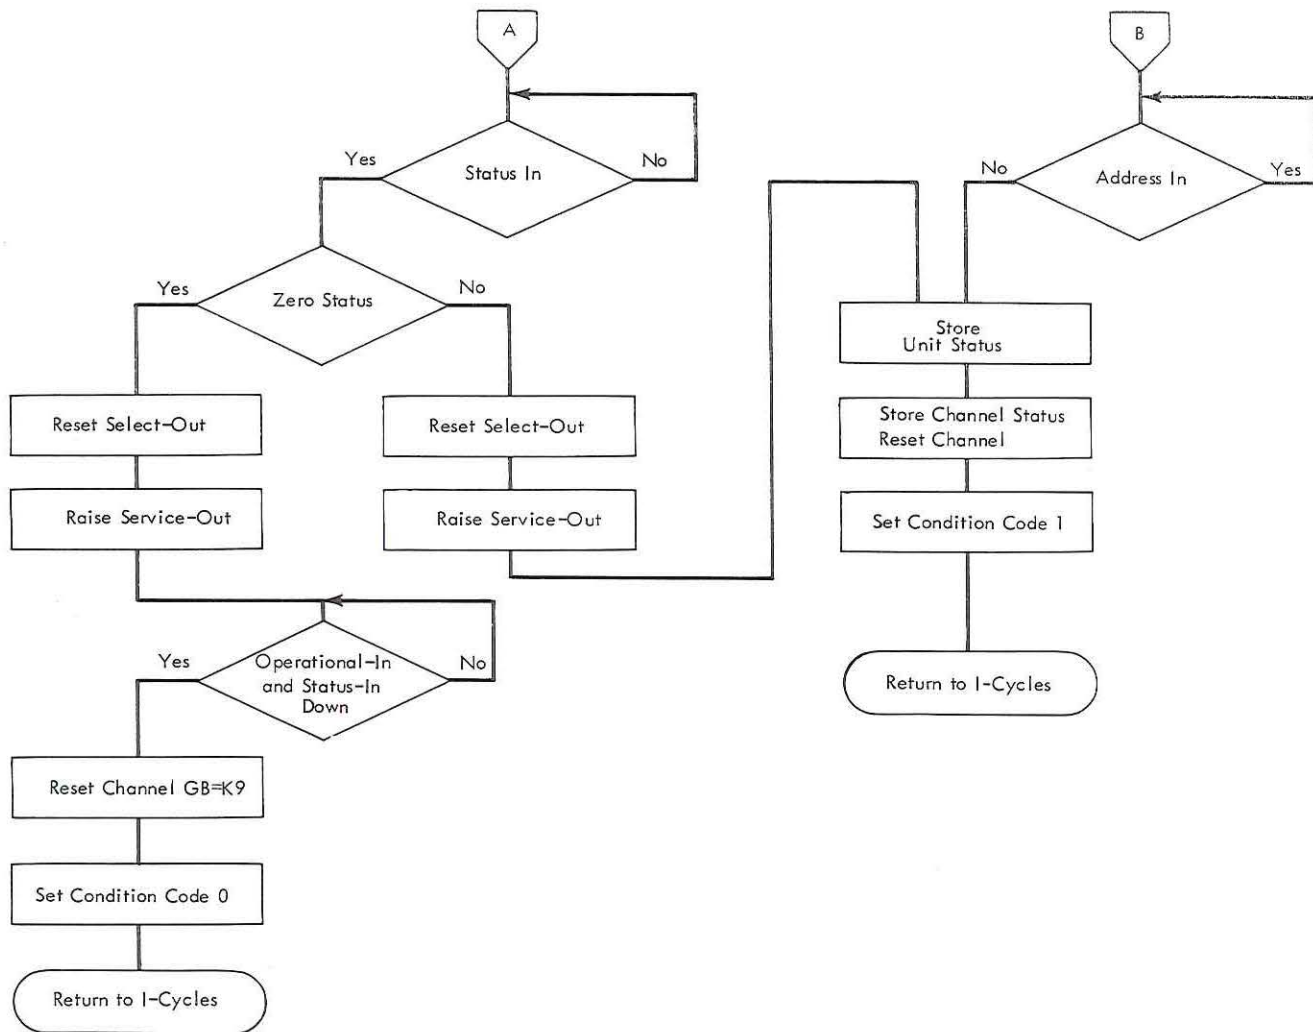 A
B
Status In
Yes
No
Address In
No
Yes
Zero Status
Yes
No
Store
Unit Status
Reset Select-Out
Reset Select-Out
Store Channel Status
Reset Channel
Raise Service-Out
Raise Service-Out
Set Condition Code 1
Operational-In
and Status-In
Down
Yes
No
Return to I-Cycles
Reset Channel GB=K9
Set Condition Code 0
Return to I-Cycles